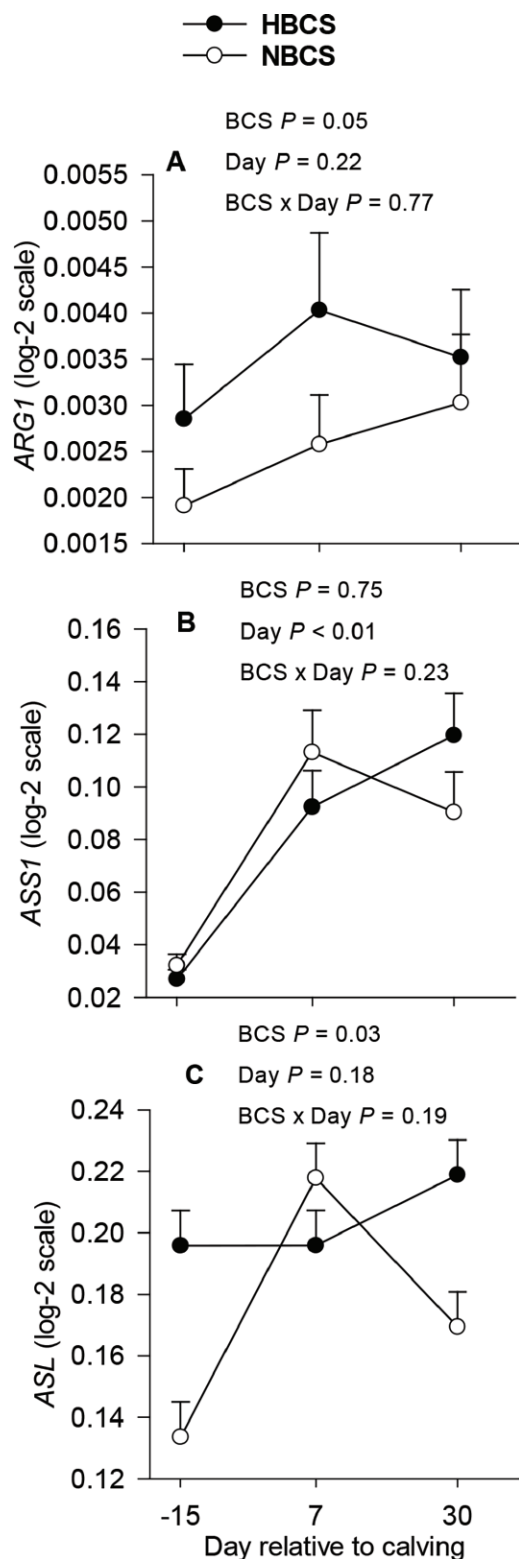 HBCS
NBCS
BCS P = 0.05
A
Day P = 0.22
BCS x Day P = 0.77
0.0055
0.0050
0.0045
0.0040
0.0035
0.0030
0.0025
0.0020
0.0015
ARG1 (log-2 scale)
BCS P = 0.75
B
Day P < 0.01
BCS x Day P = 0.23
0.16
0.14
0.12
0.10
0.08
0.06
0.04
0.02
ASS1 (log-2 scale)
BCS P = 0.03
C
Day P = 0.18
BCS x Day P = 0.19
0.24
0.22
0.20
0.18
0.16
0.14
0.12
ASL (log-2 scale)
-15 7 30
Day relative to calving